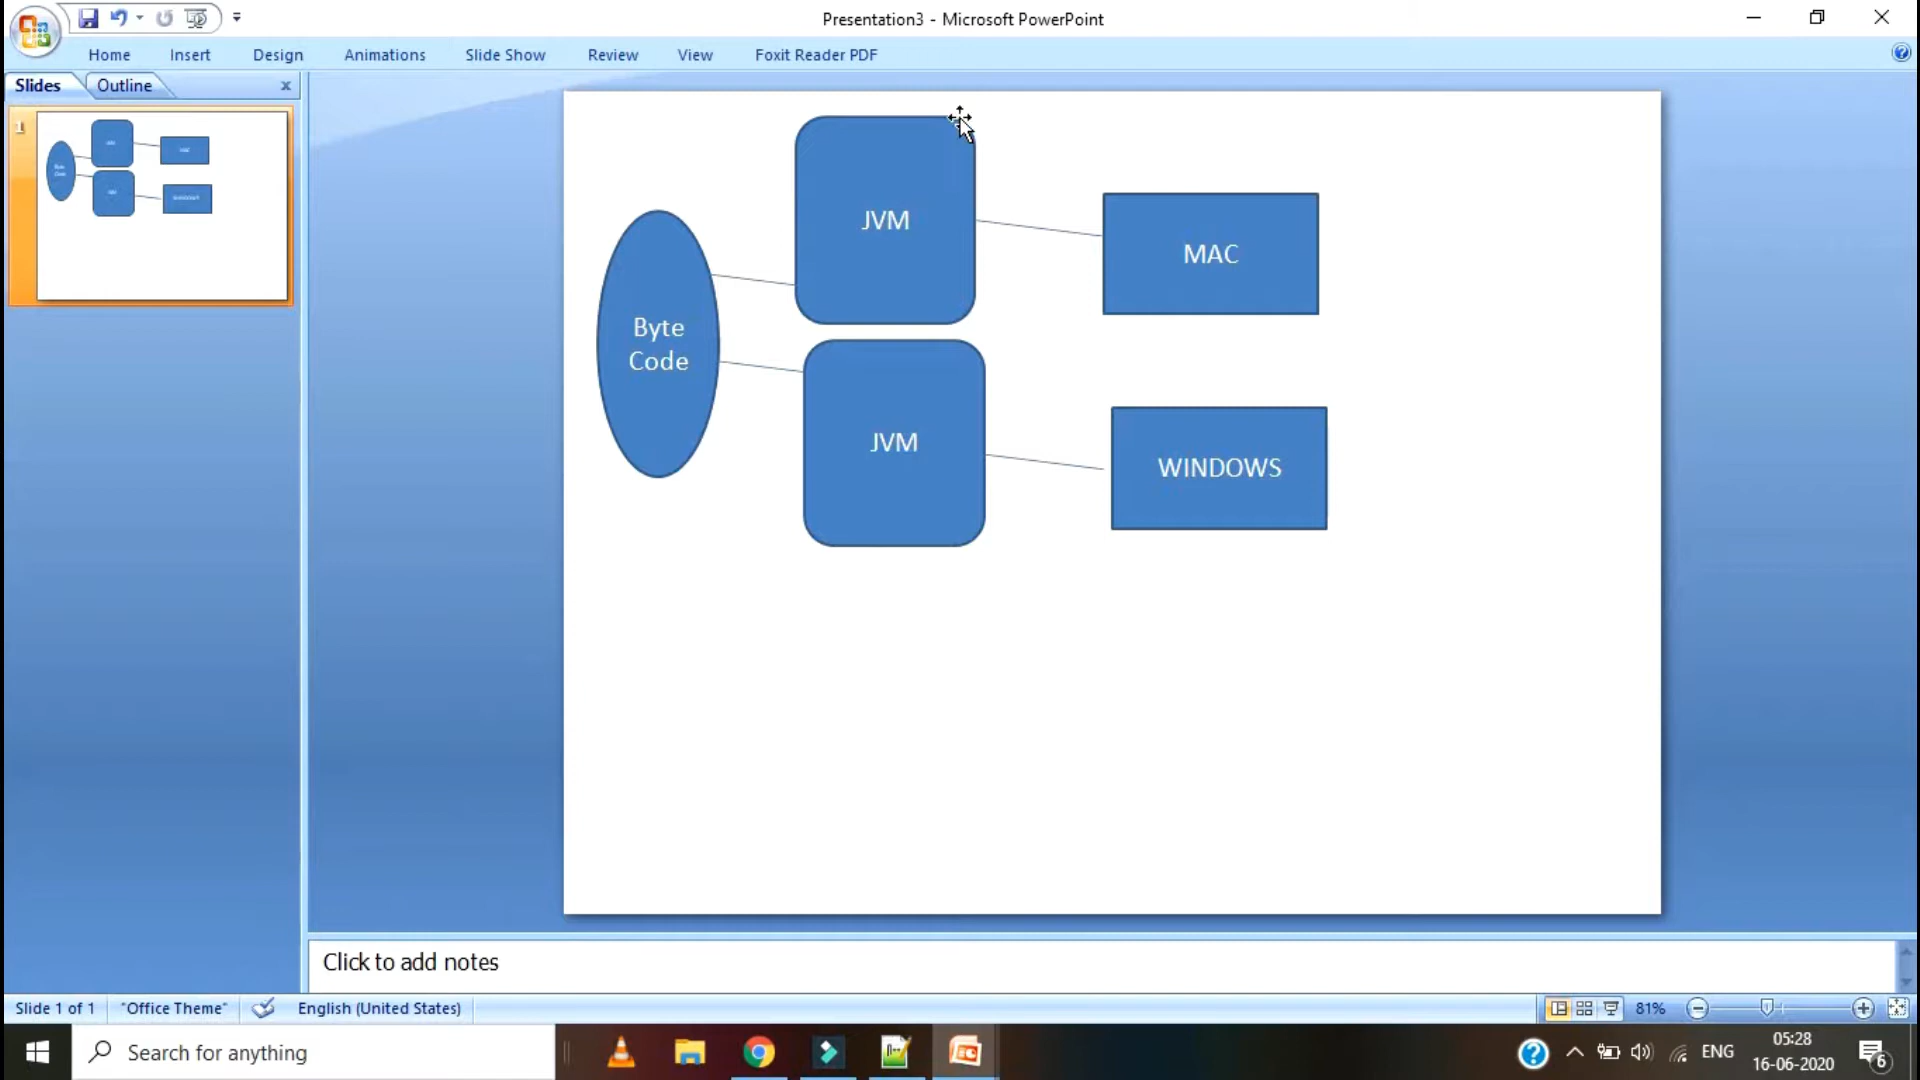 Presentation3 - Microsoft PowerPoint
Home Insert Design Animations Slide Show Review View Foxit Reader PDF
Slides Outline x
1
JVM
MAC
Byte
Code
JVM
WINDOWS
Click to add notes
Slide 1 of 1 "Office Theme" English (United States) 81%
Search for anything
ENG
05:28
16-06-2020
6